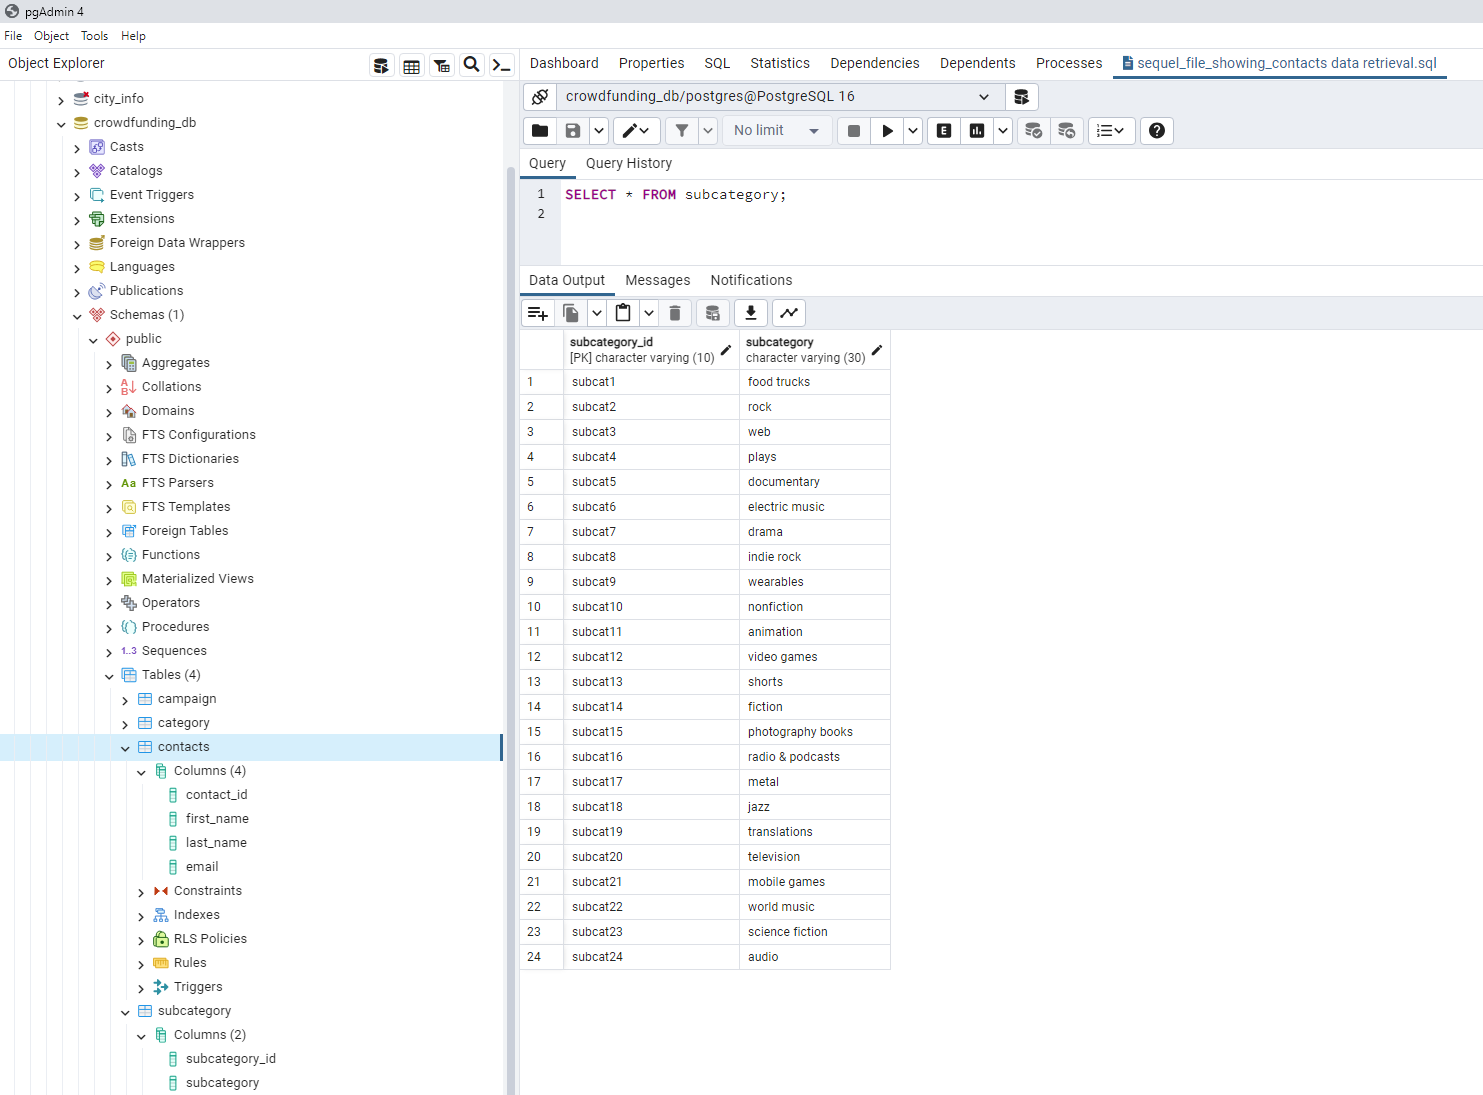 pgAdmin 4
File Object Tools Help
Object Explorer
city_info
crowdfunding_db
Casts
Catalogs
Event Triggers
Extensions
Foreign Data Wrappers
Languages
Publications
Schemas (1)
public
Aggregates
Collations
Domains
FTS Configurations
FTS Dictionaries
Aa FTS Parsers
FTS Templates
Foreign Tables
Functions
Materialized Views
Operators
Procedures
1..3 Sequences
Tables (4)
campaign
category
contacts
Columns (4)
contact_id
first_name
last_name
email
Constraints
Indexes
RLS Policies
Rules
Triggers
subcategory
Columns (2)
subcategory_id
subcategory
Dashboard Properties SQL Statistics Dependencies Dependents Processes sequel_file_showing_contacts data retrieval.sql
crowdfunding_db/postgres@PostgreSQL 16
No limit E
Query Query History
1 SELECT * FROM subcategory;
2
Data Output Messages Notifications
subcategory_id subcategory
[PK] character varying (10) character varying (30)
1 subcat1 food trucks
2 subcat2 rock
3 subcat3 web
4 subcat4 plays
5 subcat5 documentary
6 subcat6 electric music
7 subcat7 drama
8 subcat8 indie rock
9 subcat9 wearables
10 subcat10 nonfiction
11 subcat11 animation
12 subcat12 video games
13 subcat13 shorts
14 subcat14 fiction
15 subcat15 photography books
16 subcat16 radio & podcasts
17 subcat17 metal
18 subcat18 jazz
19 subcat19 translations
20 subcat20 television
21 subcat21 mobile games
22 subcat22 world music
23 subcat23 science fiction
24 subcat24 audio